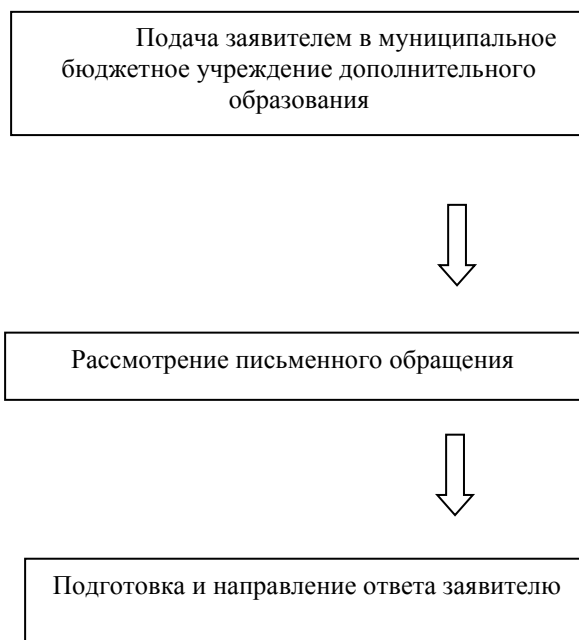 Подача заявителем в муниципальное
бюджетное учреждение дополнительного
образования
Рассмотрение письменного обращения
Подготовка и направление ответа заявителю